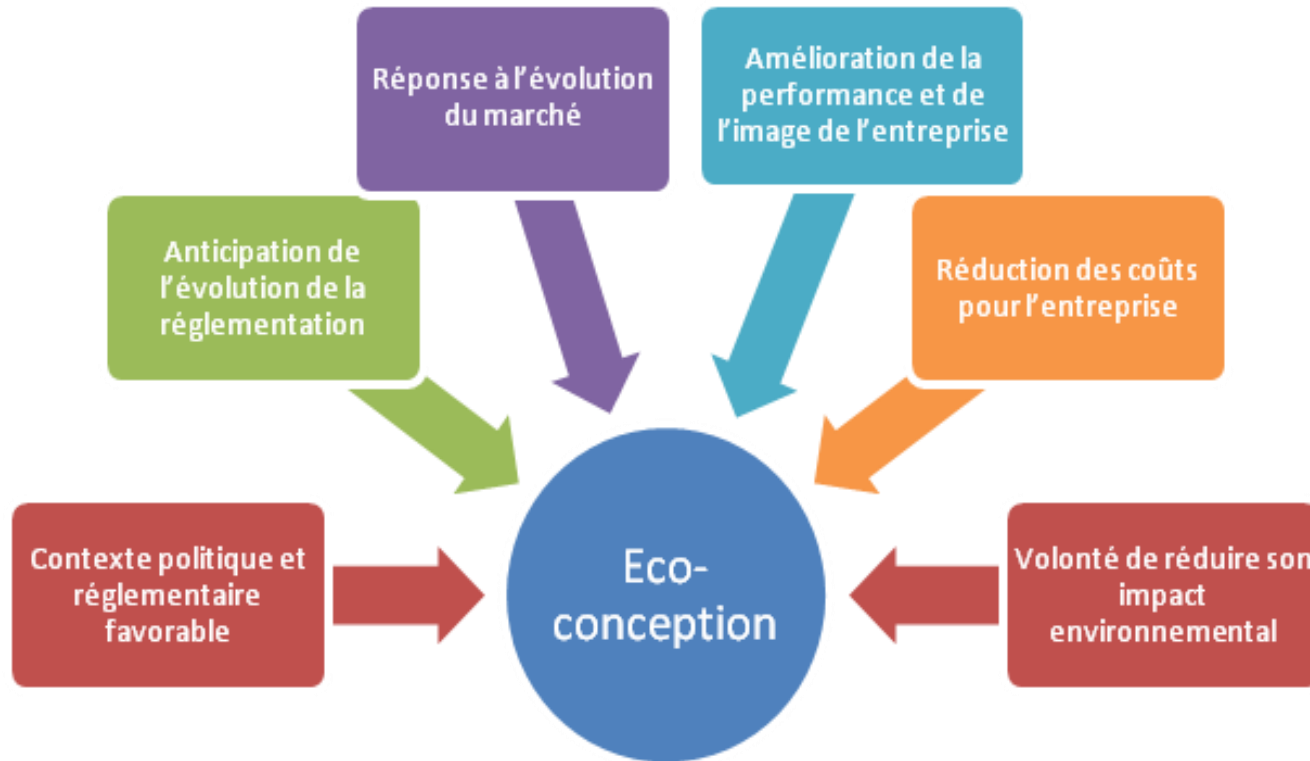 Réponse à l'évolution
du marché
Amélioration de la
performance et de
l'image de l'entreprise
Anticipation de
l'évolution de la
réglementation
Réduction des coûts
pour l'entreprise
Contexte politique et
réglementaire
favorable
Eco-
conception
Volonté de réduire son
impact
environnemental